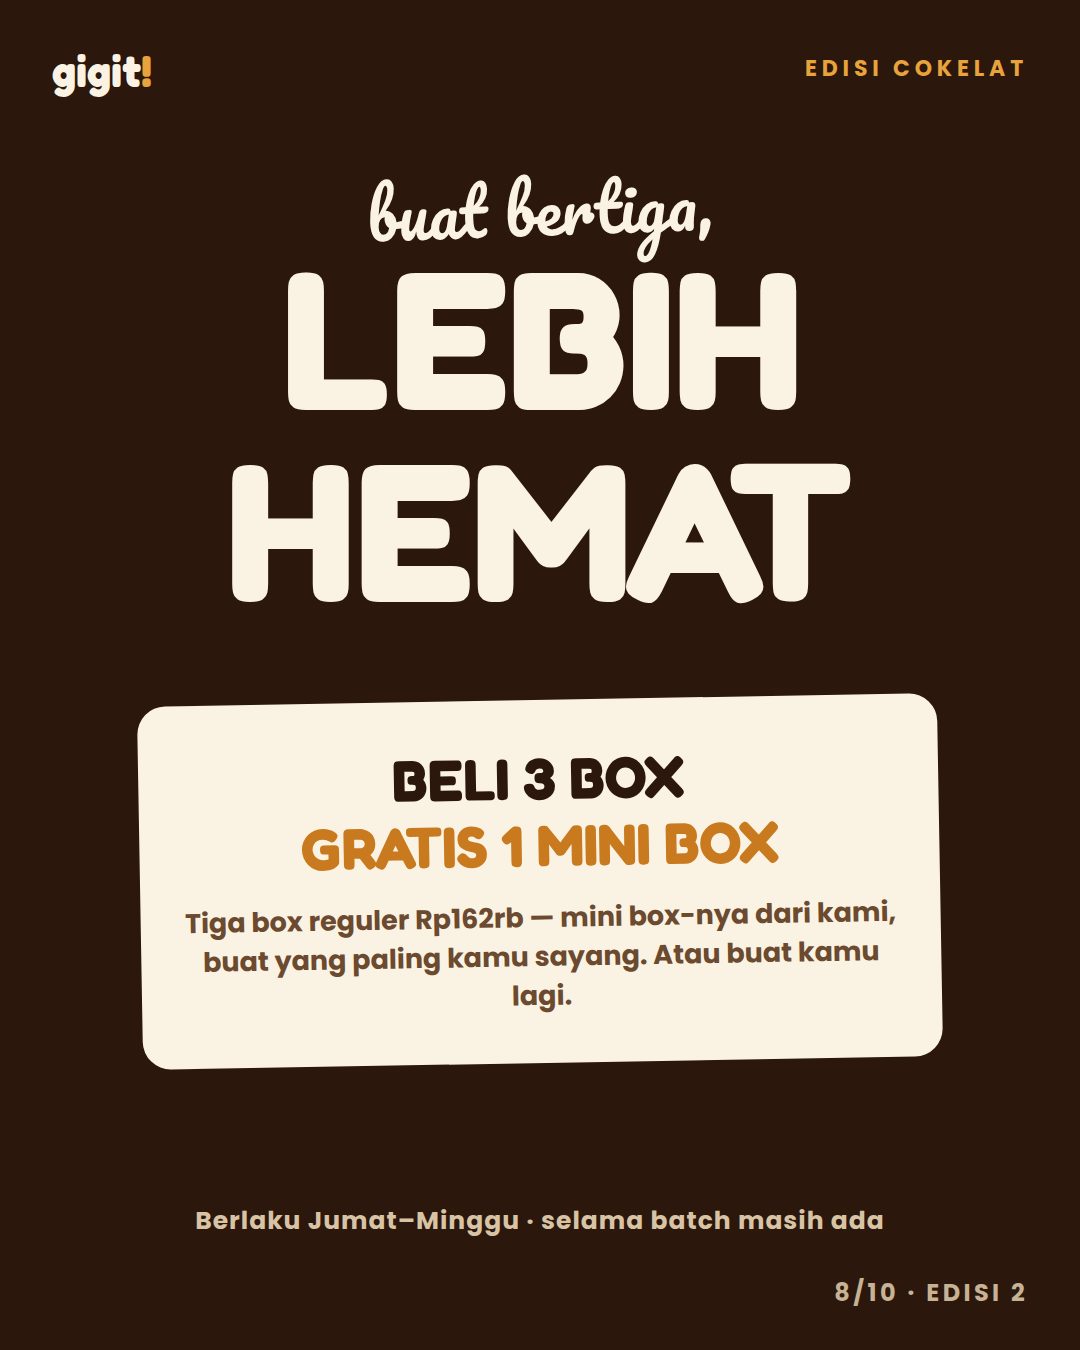 gigit!
EDISI COKELAT
buat bertiga,
LEBIH
HEMAT
BELI 3 BOX
GRATIS 1 MINI BOX
Tiga box reguler Rp162rb — mini box-nya dari kami,
buat yang paling kamu sayang. Atau buat kamu
lagi.
Berlaku Jumat–Minggu · selama batch masih ada
8/10 · EDISI 2